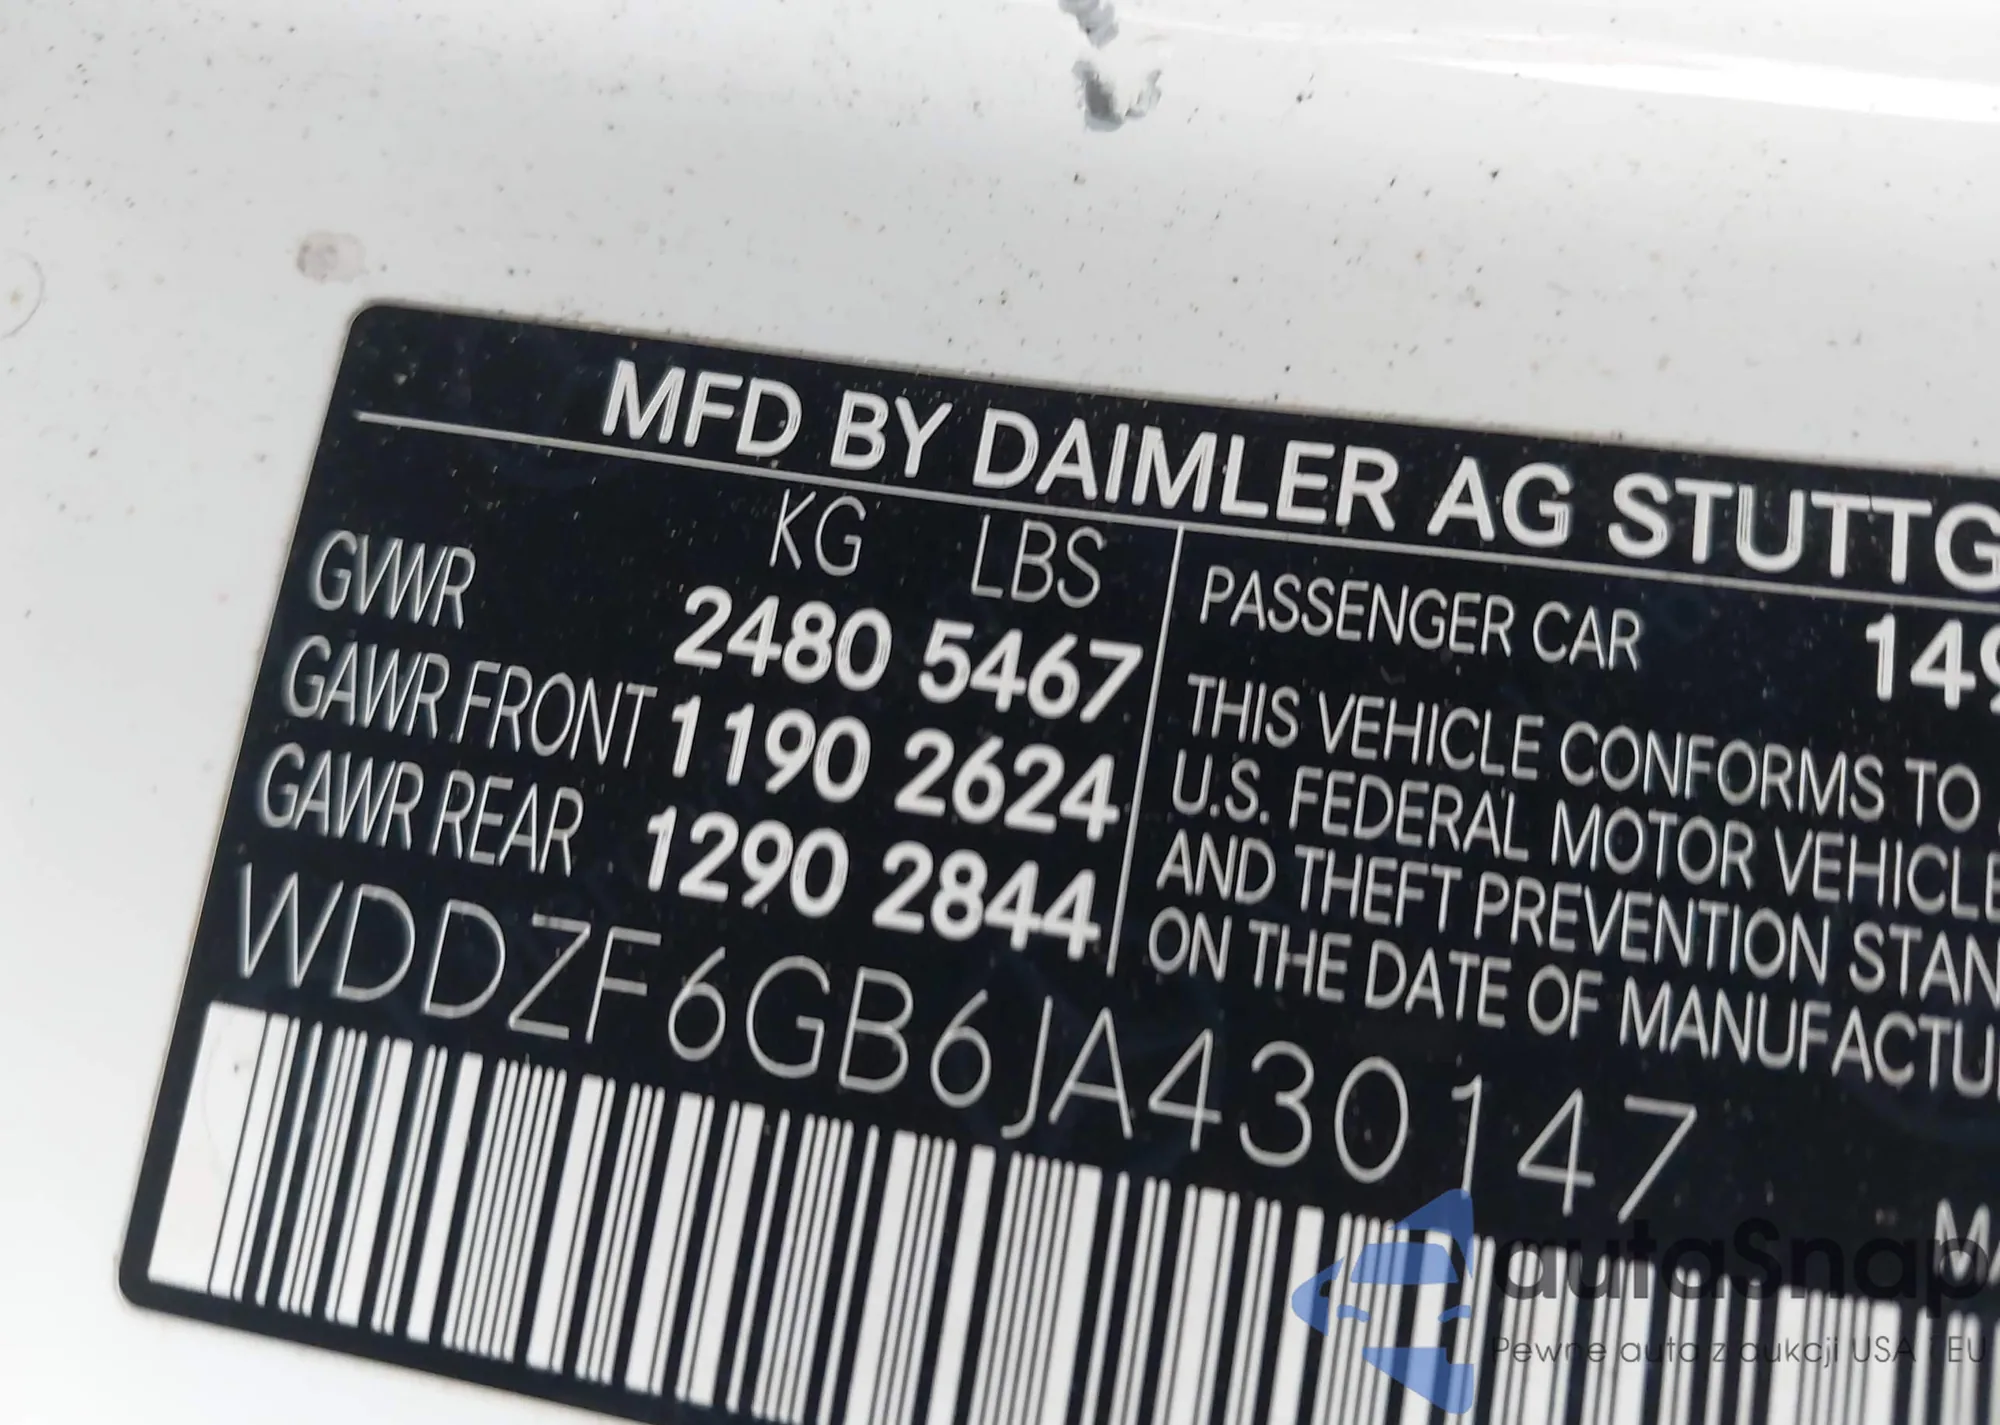 MFD BY DAIMLER AG STUTTG
KG LBS
GVWR 2480 5467
GAWR FRONT 1190 2624
GAWR REAR 1290 2844
PASSENGER CAR 149
THIS VEHICLE CONFORMS TO
U.S. FEDERAL MOTOR VEHICLE
AND THEFT PREVENTION STAN
ON THE DATE OF MANUFACTU
WDDZF6GB6JA430147
autaSnap
Pewne auta z aukcji USA i EU